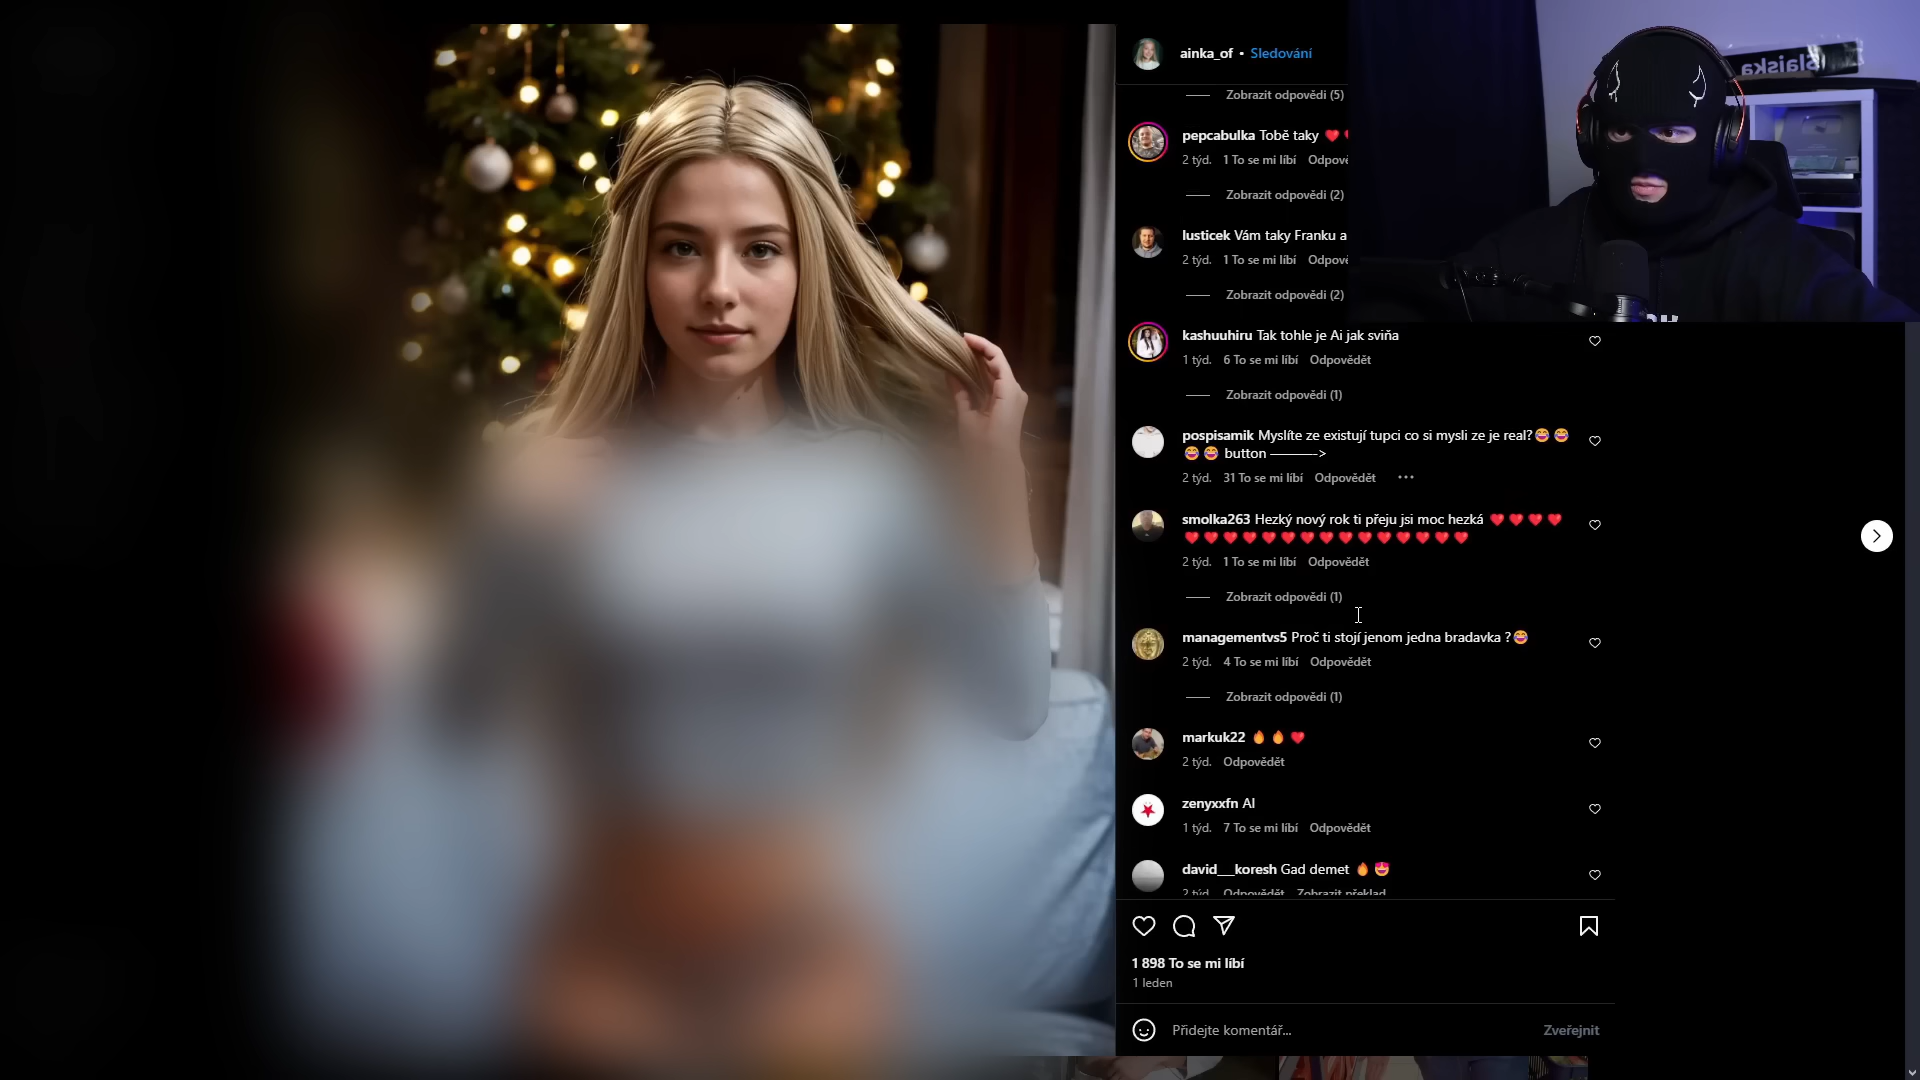 ainka_of • Sledování
Zobrazit odpovědi (5)
pepcabulka Tobě taky ❤️
2 týd. 1 To se mi líbí
Zobrazit odpovědi (2)
lusticek Vám taky Franku a
2 týd. 1 To se mi líbí
Zobrazit odpovědi (2)
kashuuhiru Tak tohle je Ai jak sviňa
1 týd. 6 To se mi líbí Odpovědět
Zobrazit odpovědi (1)
pospisamik Myslíte ze existují tupci co si mysli ze je real?😂😂
😂😂 button ———–>
2 týd. 31 To se mi líbí Odpovědět •••
smolka263 Hezký nový rok ti přeju jsi moc hezká ❤️❤️❤️❤️
❤️❤️❤️❤️❤️❤️❤️❤️❤️❤️❤️❤️❤️❤️❤️
2 týd. 1 To se mi líbí Odpovědět
Zobrazit odpovědi (1)
managementvs5 Proč ti stojí jenom jedna bradavka ?😂
2 týd. 4 To se mi líbí Odpovědět
Zobrazit odpovědi (1)
markuk22 🔥🔥❤️
2 týd. Odpovědět
zenyxxfn AI
1 týd. 7 To se mi líbí Odpovědět
david__koresh Gad demet 🔥😍
2 týd. Odpovědět Zobrazit překlad
1 898 To se mi líbí
1 leden
Přidejte komentář...
Zveřejnit